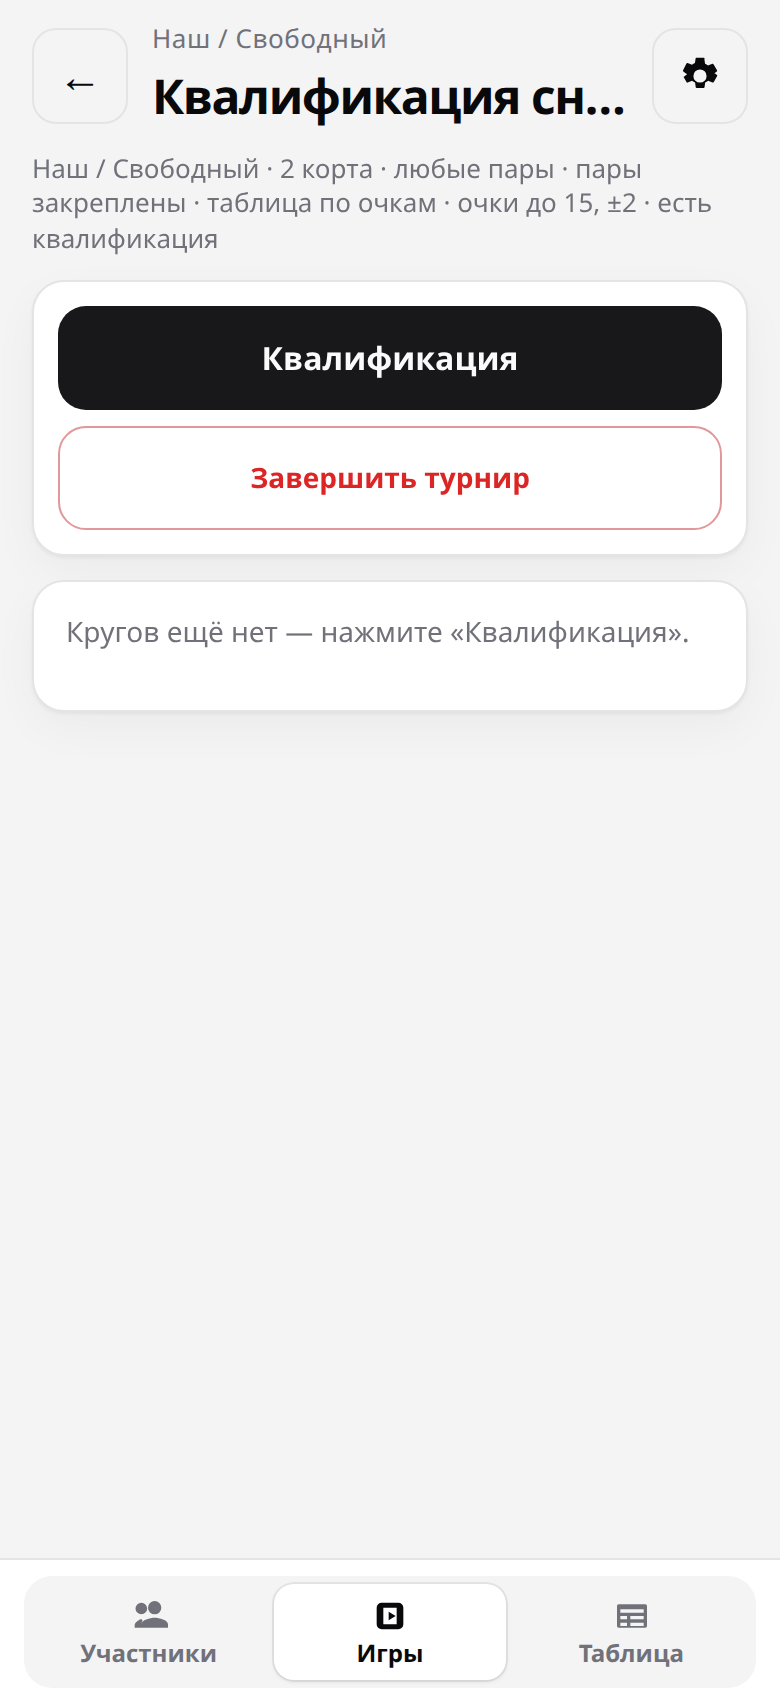 ←
Наш / Свободный
Квалификация сн...
Наш / Свободный · 2 корта · любые пары · пары
закреплены · таблица по очкам · очки до 15, ±2 · есть
квалификация
Квалификация
Завершить турнир
Кругов ещё нет — нажмите «Квалификация».
Участники
Игры
Таблица